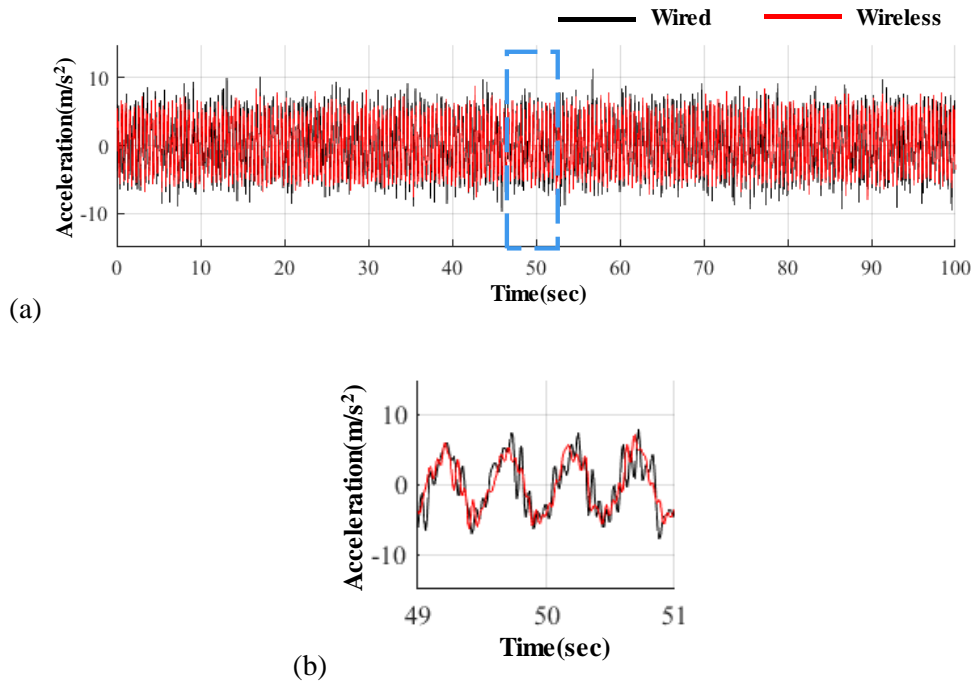 Wired Wireless
Acceleration(m/s²)
10
0
-10
0 10 20 30 40 50 60 70 80 90 100
Time(sec)
(a)
Acceleration(m/s²)
10
0
-10
49 50 51
Time(sec)
(b)